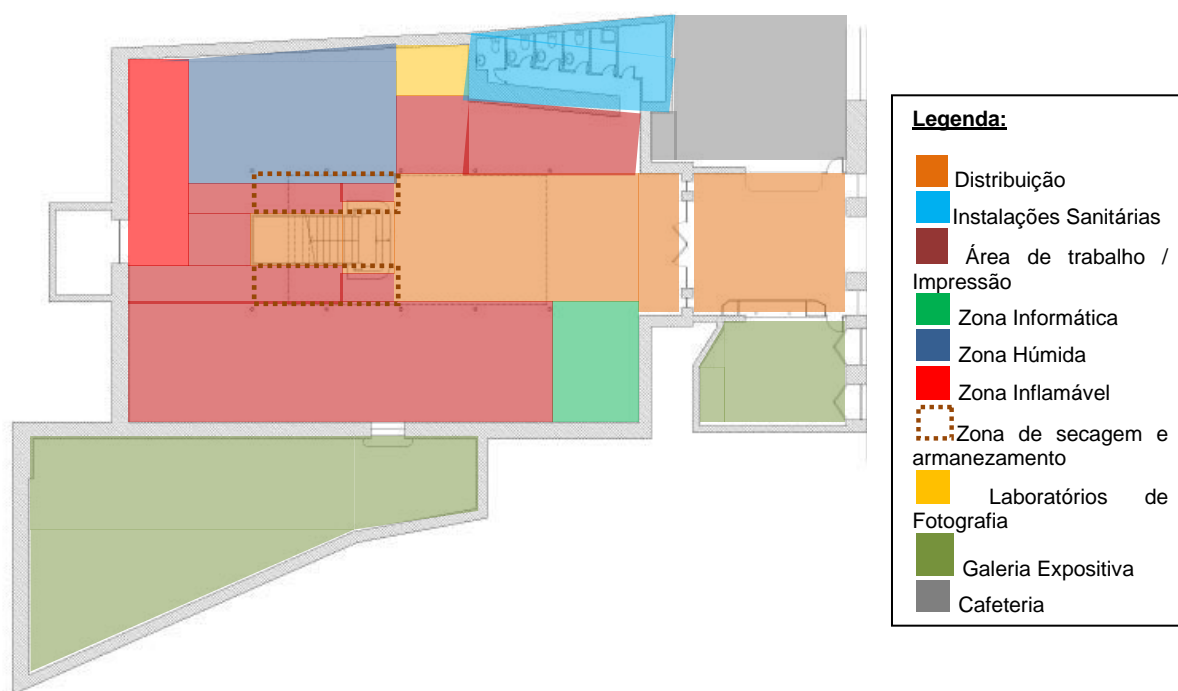 Legenda:
Distribuição
Instalações Sanitárias
Área de trabalho /
Impressão
Zona Informática
Zona Húmida
Zona Inflamável
Zona de secagem e
armanezamento
Laboratórios de
Fotografia
Galeria Expositiva
Cafeteria